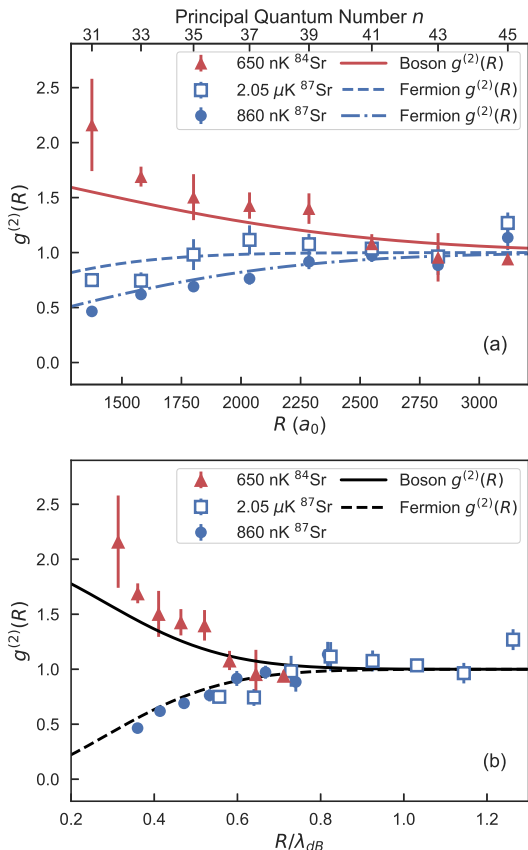 Principal Quantum Number n
31 33 35 37 39 41 43 45
650 nK ⁸⁴Sr Boson g⁽²⁾(R)
2.05 μK ⁸⁷Sr Fermion g⁽²⁾(R)
860 nK ⁸⁷Sr Fermion g⁽²⁾(R)
2.5
2.0
1.5
1.0
0.5
0.0
g⁽²⁾(R)
(a)
1500 1750 2000 2250 2500 2750 3000
R (a₀)
650 nK ⁸⁴Sr Boson g⁽²⁾(R)
2.05 μK ⁸⁷Sr Fermion g⁽²⁾(R)
860 nK ⁸⁷Sr
2.5
2.0
1.5
1.0
0.5
0.0
g⁽²⁾(R)
(b)
0.2 0.4 0.6 0.8 1.0 1.2
R/λ_dB